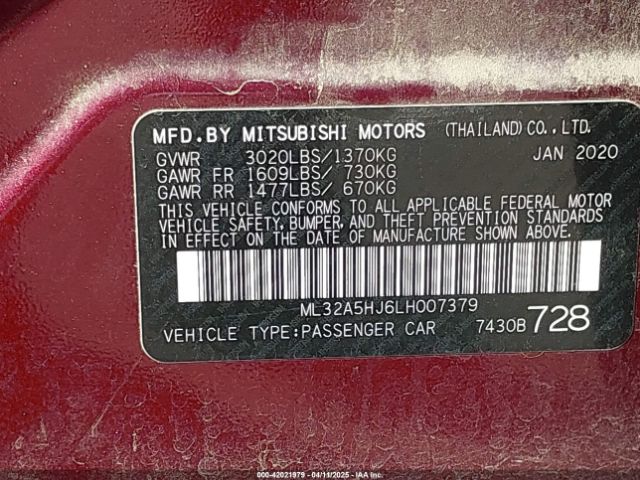 MFD.BY MITSUBISHI MOTORS (THAILAND)CO.,LTD.
GVWR 3020LBS/1370KG JAN 2020
GAWR FR 1609LBS/ 730KG
GAWR RR 1477LBS/ 670KG
THIS VEHICLE CONFORMS TO ALL APPLICABLE FEDERAL MOTOR
VEHICLE SAFETY,BUMPER,AND THEFT PREVENTION STANDARDS
IN EFFECT ON THE DATE OF MANUFACTURE SHOWN ABOVE.
ML32A5HJ6LH007379
VEHICLE TYPE:PASSENGER CAR 7430B 728
000-42021979 - 04/11/2025 - IAA Inc.